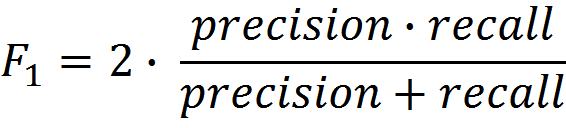 F₁ = 2 · precision · recall / precision + recall